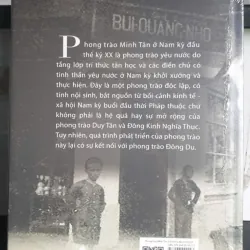 BUI-QUANG-NHO
Phong trào Minh Tân ở Nam kỳ đầu
thế kỷ XX là phong trào yêu nước do
tầng lớp trí thức tân học và các điền chủ có
tinh thần yêu nước ở Nam kỳ khởi xướng và
thực hiện. Đây là một phong trào độc lập, có
tính nội sinh, bắt nguồn từ bối cảnh kinh tế -
xã hội Nam kỳ buổi đầu thời Pháp thuộc chứ
không phải là hệ quả hay sự mở rộng của
phong trào Duy Tân và Đông Kinh Nghĩa Thục.
Tuy nhiên, quá trình phát triển của phong trào
này lại có sự kết nối với phong trào Đông Du.